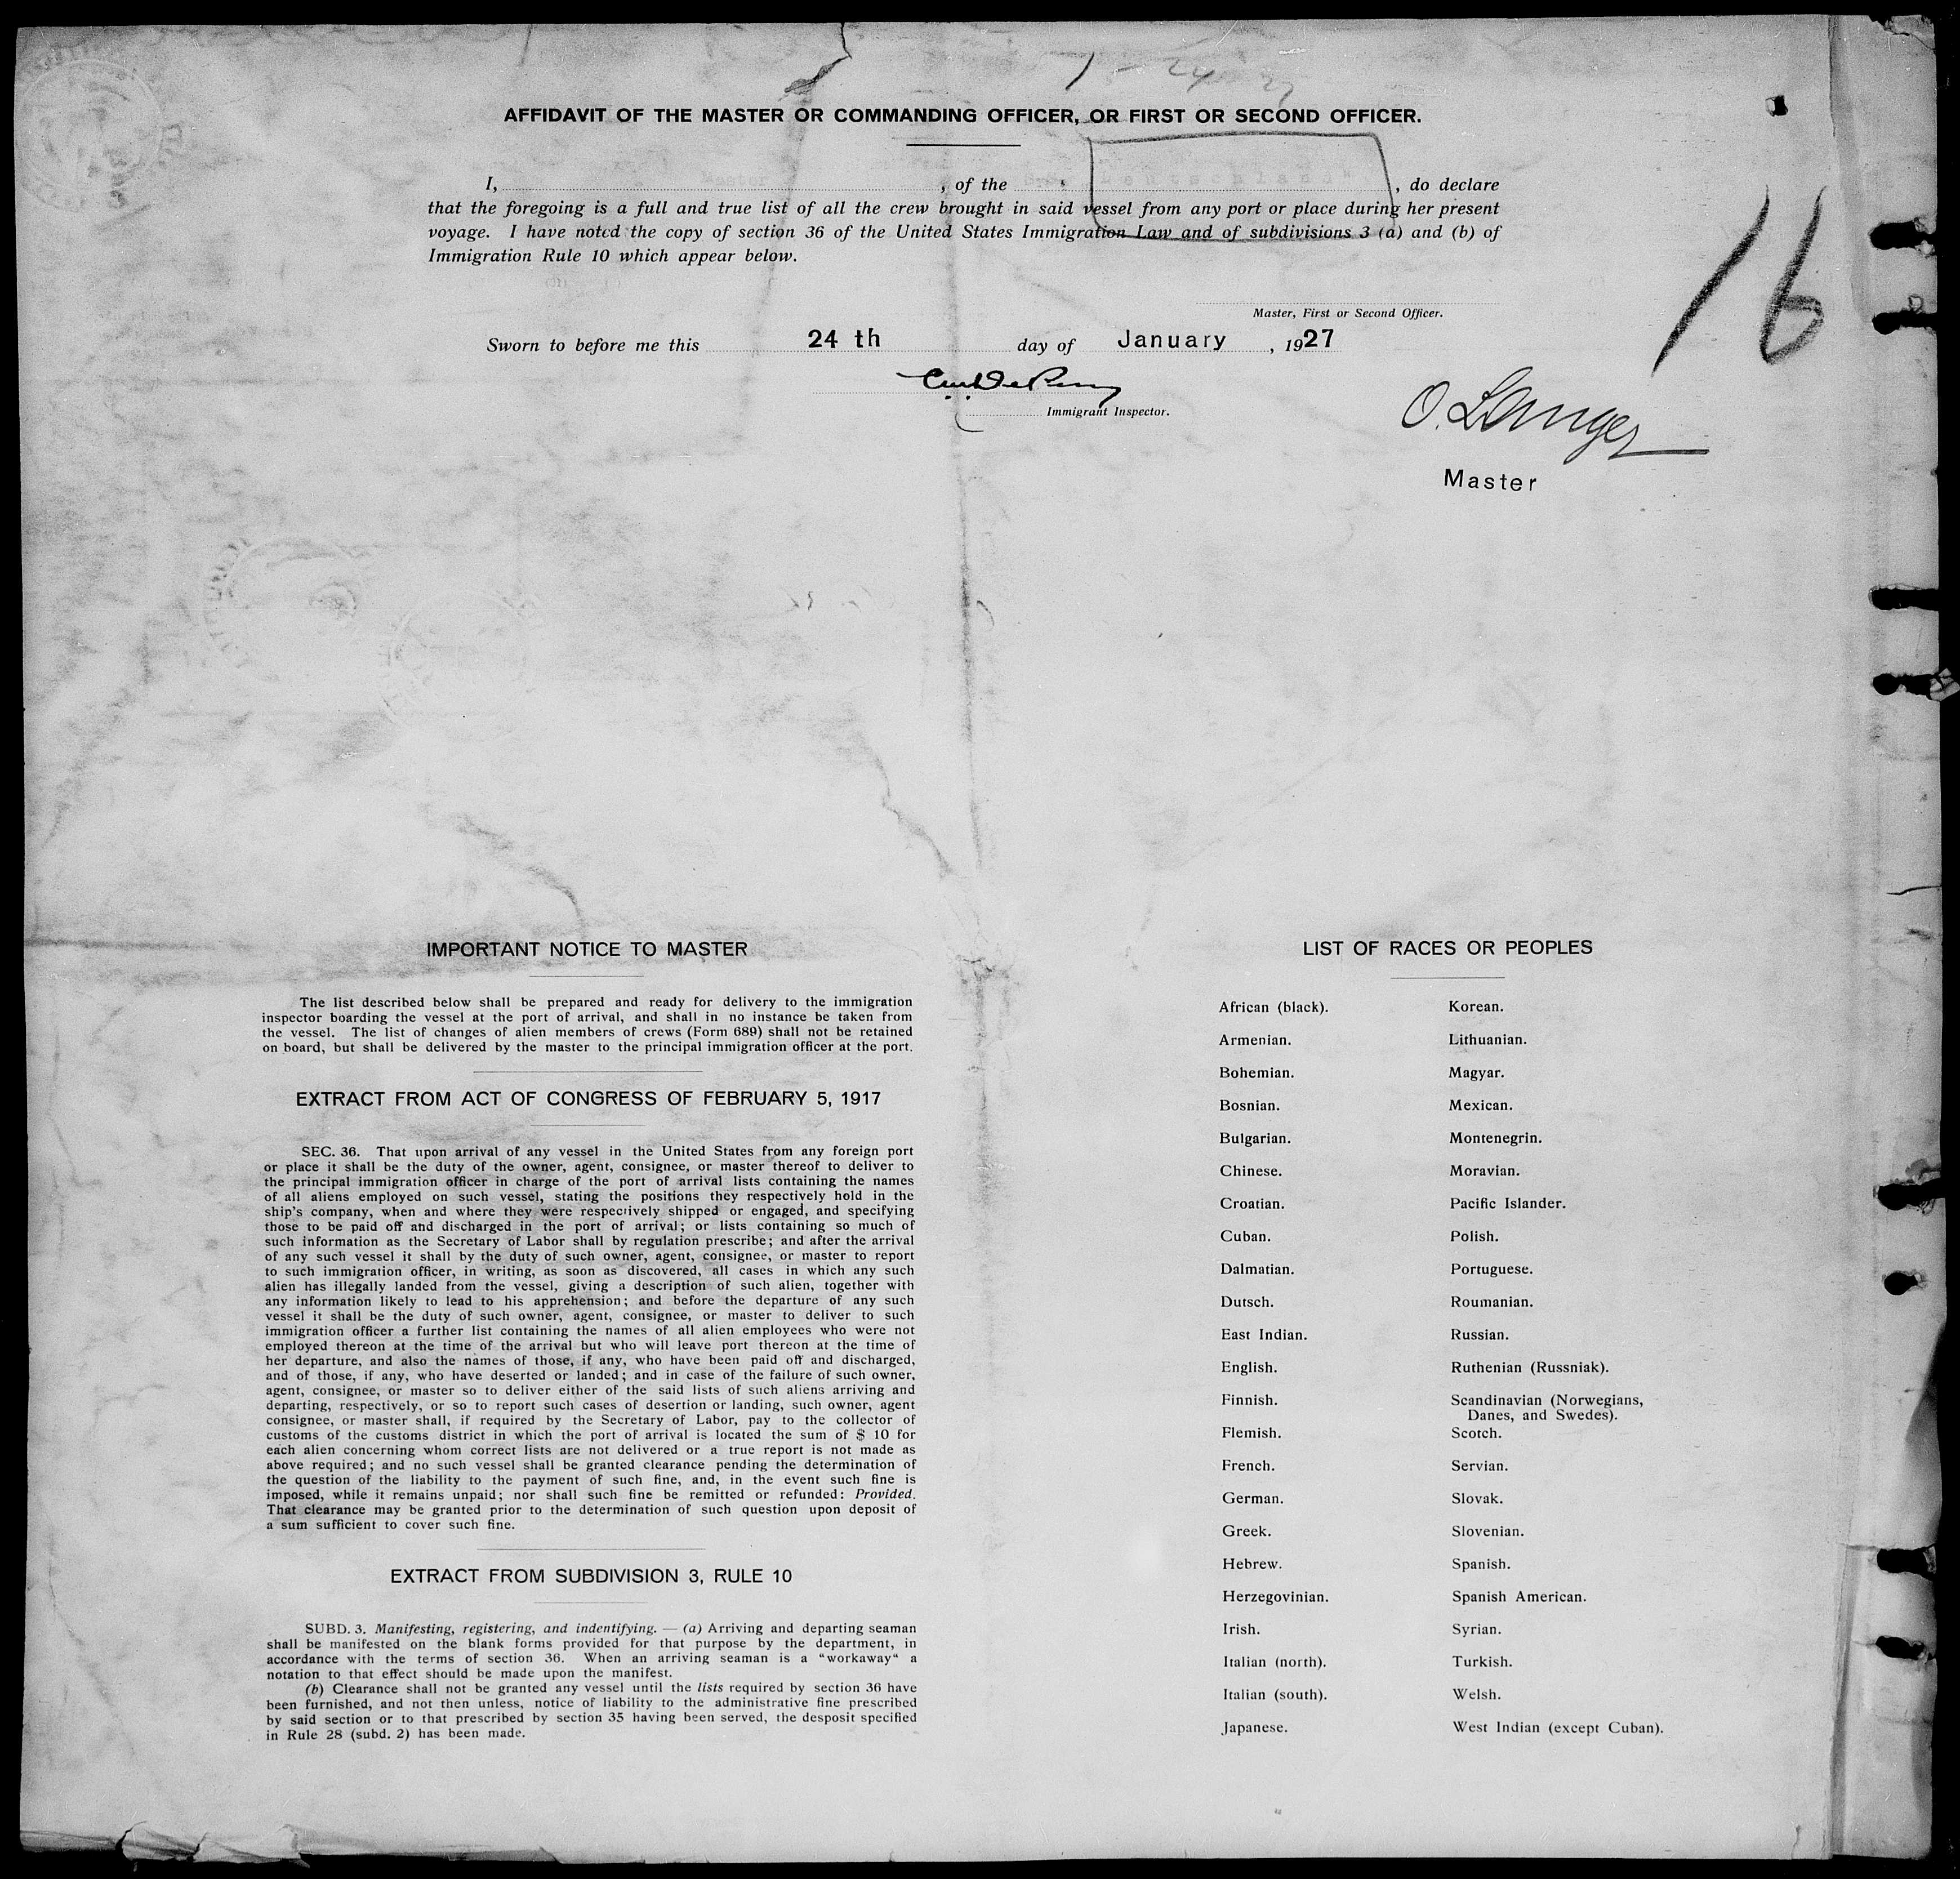 1 - 24 27
AFFIDAVIT OF THE MASTER OR COMMANDING OFFICER, OR FIRST OR SECOND OFFICER.
I, Master , of the Deutschland" , do declare
that the foregoing is a full and true list of all the crew brought in said vessel from any port or place during her present
voyage. I have noted the copy of section 36 of the United States Immigration Law and of subdivisions 3 (a) and (b) of
Immigration Rule 10 which appear below.
16
Master, First or Second Officer.
Sworn to before me this 24 th day of January , 1927
Immigrant Inspector.
O. Langer
Master
IMPORTANT NOTICE TO MASTER
The list described below shall be prepared and ready for delivery to the immigration
inspector boarding the vessel at the port of arrival, and shall in no instance be taken from
the vessel. The list of changes of alien members of crews (Form 689) shall not be retained
on board, but shall be delivered by the master to the principal immigration officer at the port.
EXTRACT FROM ACT OF CONGRESS OF FEBRUARY 5, 1917
SEC. 36. That upon arrival of any vessel in the United States from any foreign port
or place it shall be the duty of the owner, agent, consignee, or master thereof to deliver to
the principal immigration officer in charge of the port of arrival lists containing the names
of all aliens employed on such vessel, stating the positions they respectively hold in the
ship's company, when and where they were respectively shipped or engaged, and specifying
those to be paid off and discharged in the port of arrival; or lists containing so much of
such information as the Secretary of Labor shall by regulation prescribe; and after the arrival
of any such vessel it shall by the duty of such owner, agent, consignee, or master to report
to such immigration officer, in writing, as soon as discovered, all cases in which any such
alien has illegally landed from the vessel, giving a description of such alien, together with
any information likely to lead to his apprehension; and before the departure of any such
vessel it shall be the duty of such owner, agent, consignee, or master to deliver to such
immigration officer a further list containing the names of all alien employees who were not
employed thereon at the time of the arrival but who will leave port thereon at the time of
her departure, and also the names of those, if any, who have been paid off and discharged,
and of those, if any, who have deserted or landed; and in case of the failure of such owner,
agent, consignee, or master so to deliver either of the said lists of such aliens arriving and
departing, respectively, or so to report such cases of desertion or landing, such owner, agent
consignee, or master shall, if required by the Secretary of Labor, pay to the collector of
customs of the customs district in which the port of arrival is located the sum of $ 10 for
each alien concerning whom correct lists are not delivered or a true report is not made as
above required; and no such vessel shall be granted clearance pending the determination of
the question of the liability to the payment of such fine, and, in the event such fine is
imposed, while it remains unpaid; nor shall such fine be remitted or refunded: Provided.
That clearance may be granted prior to the determination of such question upon deposit of
a sum sufficient to cover such fine.
EXTRACT FROM SUBDIVISION 3, RULE 10
SUBD. 3. Manifesting, registering, and indentifying. — (a) Arriving and departing seaman
shall be manifested on the blank forms provided for that purpose by the department, in
accordance with the terms of section 36. When an arriving seaman is a "workaway" a
notation to that effect should be made upon the manifest.
(b) Clearance shall not be granted any vessel until the lists required by section 36 have
been furnished, and not then unless, notice of liability to the administrative fine prescribed
by said section or to that prescribed by section 35 having been served, the desposit specified
in Rule 28 (subd. 2) has been made.
LIST OF RACES OR PEOPLES
African (black).
Armenian.
Bohemian.
Bosnian.
Bulgarian.
Chinese.
Croatian.
Cuban.
Dalmatian.
Dutsch.
East Indian.
English.
Finnish.
Flemish.
French.
German.
Greek.
Hebrew.
Herzegovinian.
Irish.
Italian (north).
Italian (south).
Japanese.
Korean.
Lithuanian.
Magyar.
Mexican.
Montenegrin.
Moravian.
Pacific Islander.
Polish.
Portuguese.
Roumanian.
Russian.
Ruthenian (Russniak).
Scandinavian (Norwegians,
Danes, and Swedes).
Scotch.
Servian.
Slovak.
Slovenian.
Spanish.
Spanish American.
Syrian.
Turkish.
Welsh.
West Indian (except Cuban).